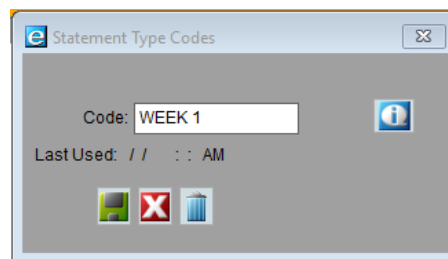 Statement Type Codes
Code: WEEK 1
Last Used: / / : : AM